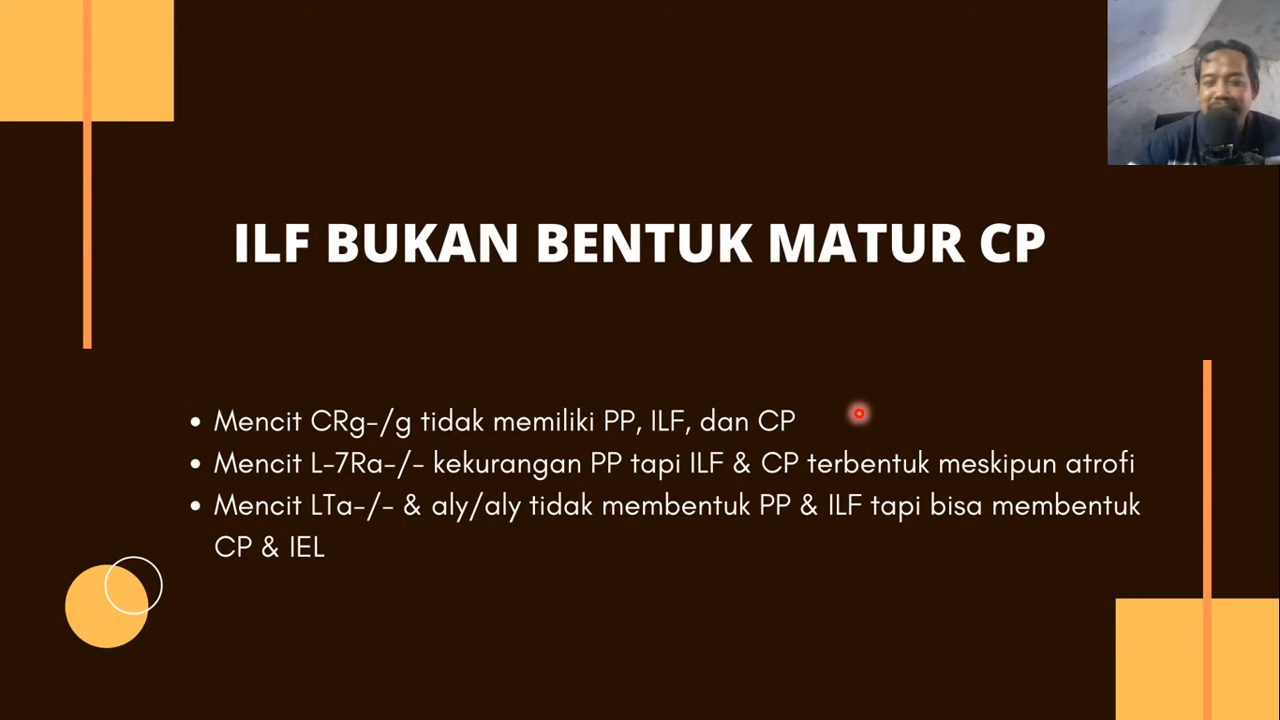 ILF BUKAN BENTUK MATUR CP
• Mencit CRg-/g tidak memiliki PP, ILF, dan CP
• Mencit L-7Ra-/- kekurangan PP tapi ILF & CP terbentuk meskipun atrofi
• Mencit LTa-/- & aly/aly tidak membentuk PP & ILF tapi bisa membentuk
CP & IEL